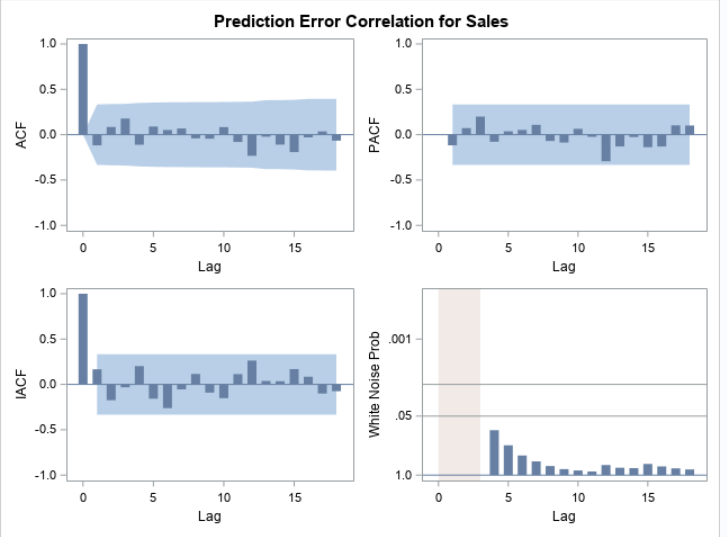 Prediction Error Correlation for Sales
ACF
1.0
0.5
0.0
-0.5
-1.0
0 5 10 15
Lag
PACF
1.0
0.5
0.0
-0.5
-1.0
0 5 10 15
Lag
IACF
1.0
0.5
0.0
-0.5
-1.0
0 5 10 15
Lag
White Noise Prob
.001
.05
1.0
0 5 10 15
Lag